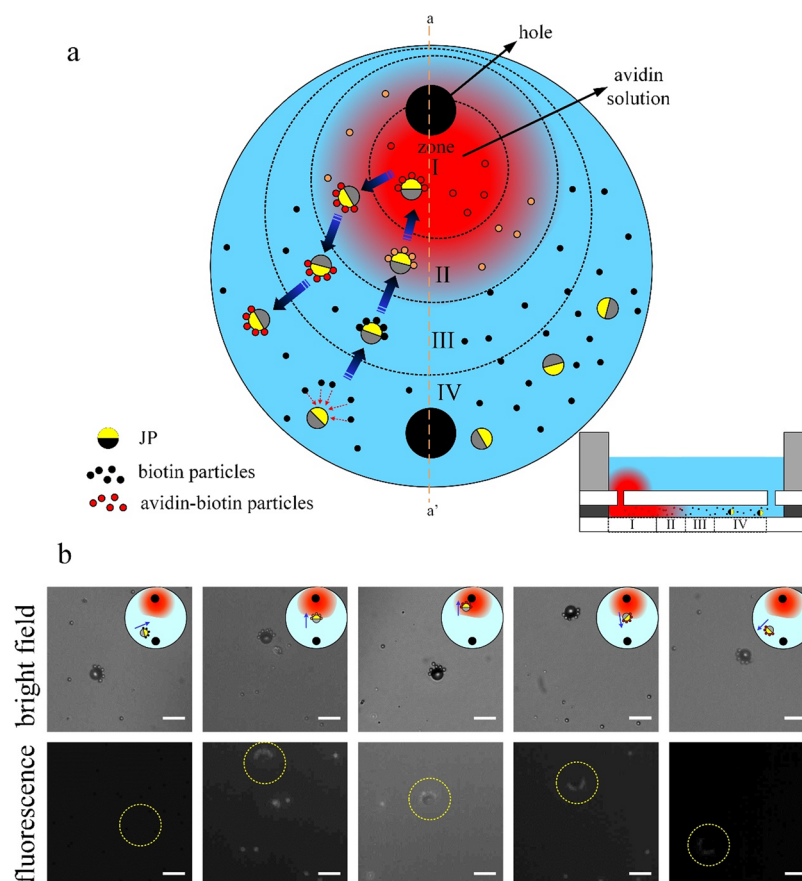 a
a
hole
avidin
solution
zone
I
II
III
IV
JP
biotin particles
avidin-biotin particles
a'
I II III IV
b
bright field
fluorescence